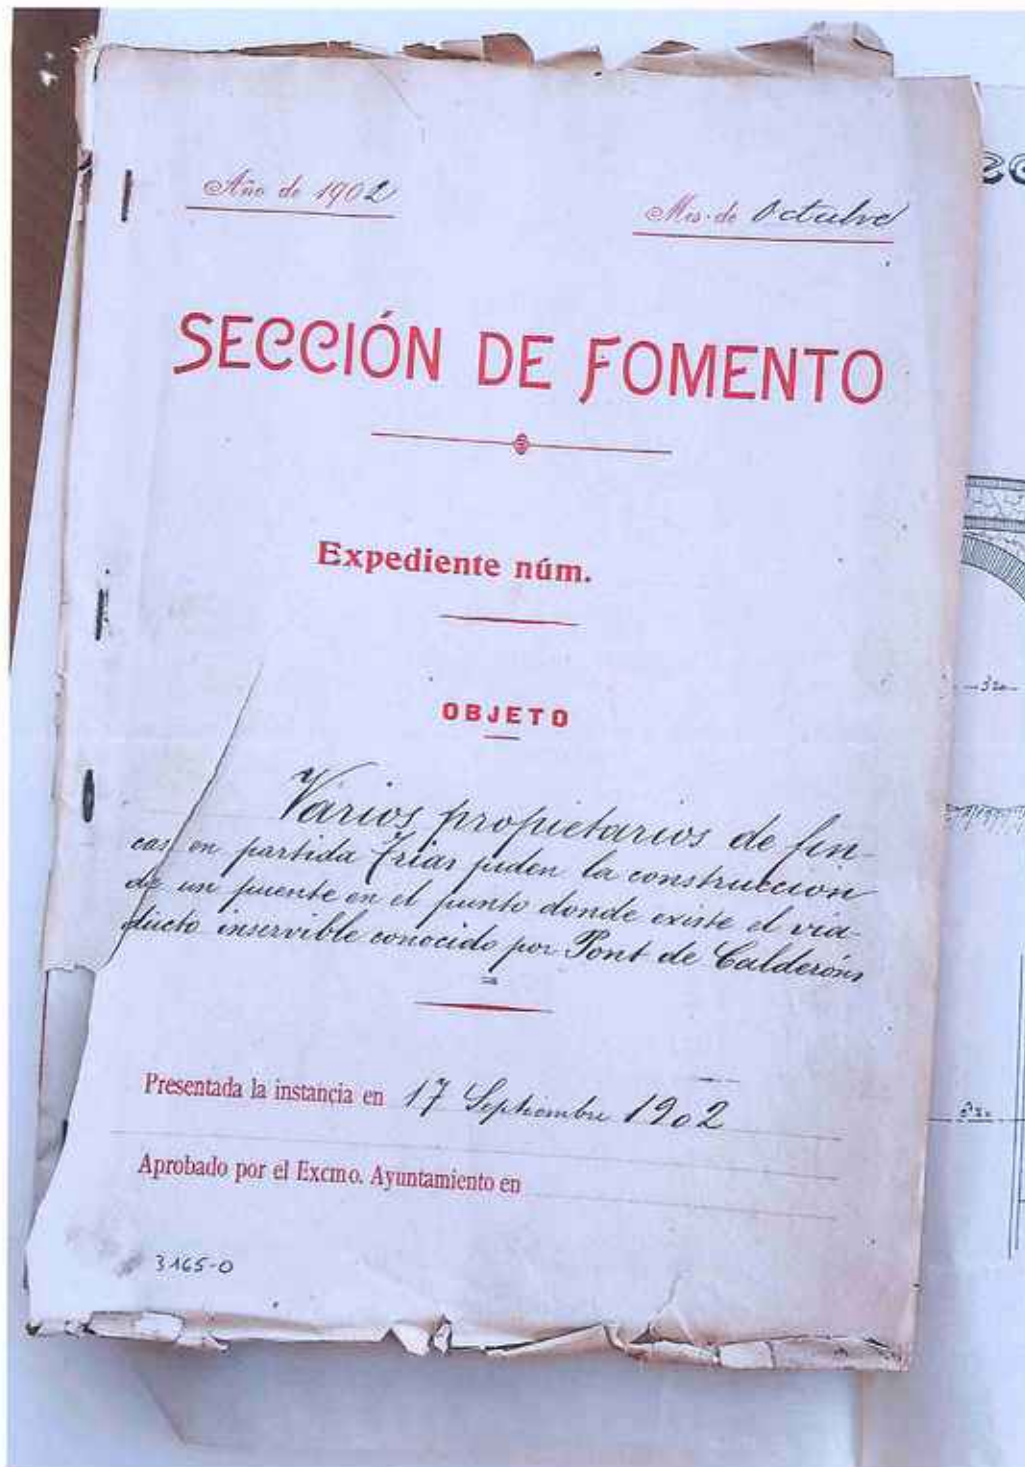 Año de 1902
Mes de Octubre
SECCIÓN DE FOMENTO
Expediente núm.
OBJETO
Varios propietarios de fin-
cas en partida Frias piden la construccion
de un puente en el punto donde existe el via-
ducto inservible conocido por Pont de Calderóns
Presentada la instancia en 17 Septiembre 1902
Aprobado por el Excmo. Ayuntamiento en
3165-0